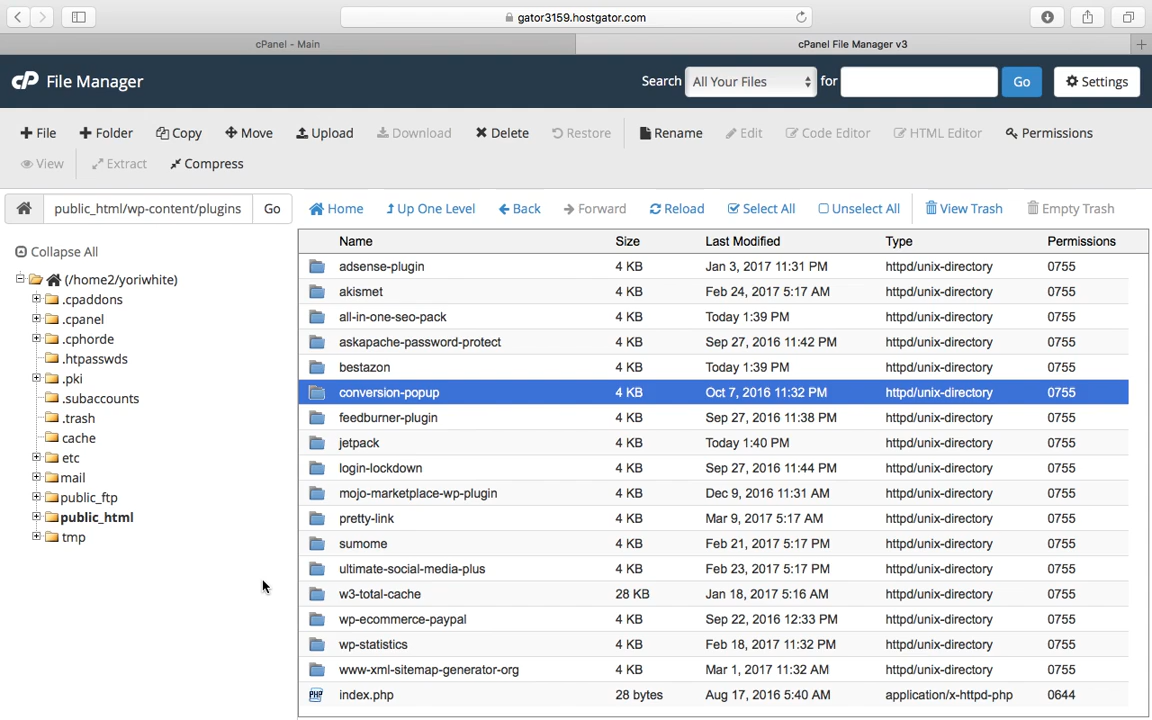 gator3159.hostgator.com
cPanel - Main
cPanel File Manager v3
cP File Manager
Search All Your Files for Go Settings
File Folder Copy Move Upload Download Delete Restore Rename Edit Code Editor HTML Editor Permissions
View Extract Compress
public_html/wp-content/plugins Go Home Up One Level Back Forward Reload Select All Unselect All View Trash Empty Trash
Collapse All
(/home2/yoriwhite)
.cpaddons
.cpanel
.cphorde
.htpasswds
.pki
.subaccounts
.trash
cache
etc
mail
public_ftp
public_html
tmp
Name Size Last Modified Type Permissions
adsense-plugin 4 KB Jan 3, 2017 11:31 PM httpd/unix-directory 0755
akismet 4 KB Feb 24, 2017 5:17 AM httpd/unix-directory 0755
all-in-one-seo-pack 4 KB Today 1:39 PM httpd/unix-directory 0755
askapache-password-protect 4 KB Sep 27, 2016 11:42 PM httpd/unix-directory 0755
bestazon 4 KB Today 1:39 PM httpd/unix-directory 0755
conversion-popup 4 KB Oct 7, 2016 11:32 PM httpd/unix-directory 0755
feedburner-plugin 4 KB Sep 27, 2016 11:38 PM httpd/unix-directory 0755
jetpack 4 KB Today 1:40 PM httpd/unix-directory 0755
login-lockdown 4 KB Sep 27, 2016 11:44 PM httpd/unix-directory 0755
mojo-marketplace-wp-plugin 4 KB Dec 9, 2016 11:31 AM httpd/unix-directory 0755
pretty-link 4 KB Mar 9, 2017 5:17 AM httpd/unix-directory 0755
sumome 4 KB Feb 21, 2017 5:17 PM httpd/unix-directory 0755
ultimate-social-media-plus 4 KB Feb 23, 2017 5:17 PM httpd/unix-directory 0755
w3-total-cache 28 KB Jan 18, 2017 5:16 AM httpd/unix-directory 0755
wp-ecommerce-paypal 4 KB Sep 22, 2016 12:33 PM httpd/unix-directory 0755
wp-statistics 4 KB Feb 18, 2017 11:32 PM httpd/unix-directory 0755
www-xml-sitemap-generator-org 4 KB Mar 1, 2017 11:32 AM httpd/unix-directory 0755
PHP index.php 28 bytes Aug 17, 2016 5:40 AM application/x-httpd-php 0644